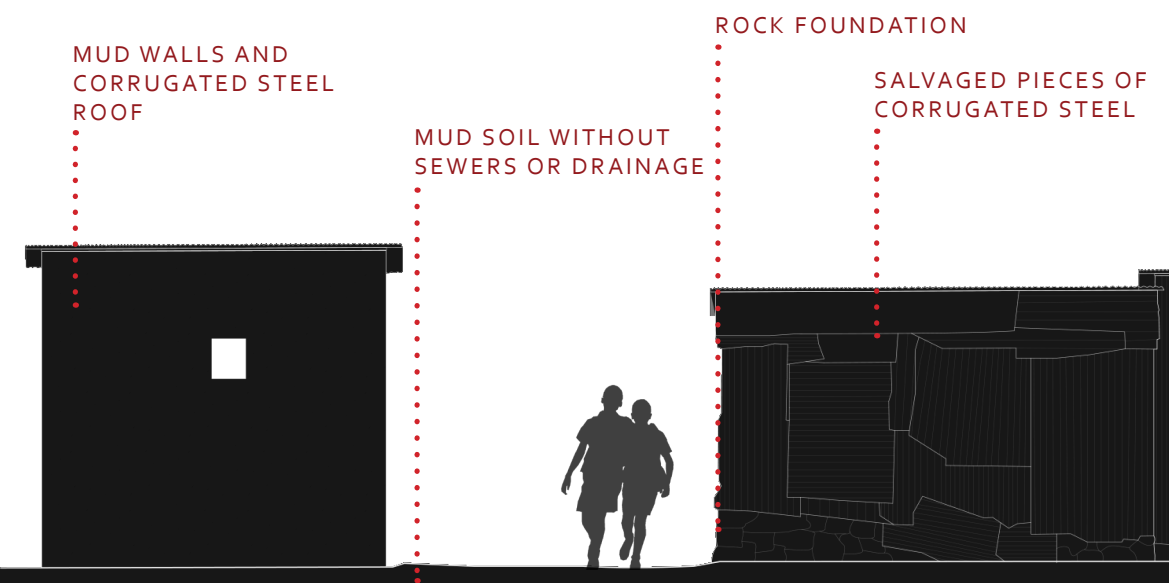 MUD WALLS AND
CORRUGATED STEEL
ROOF
MUD SOIL WITHOUT
SEWERS OR DRAINAGE
ROCK FOUNDATION
SALVAGED PIECES OF
CORRUGATED STEEL